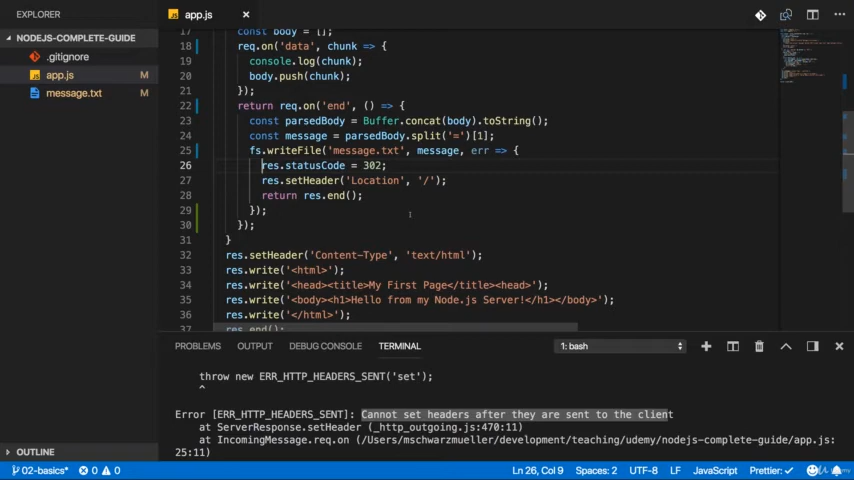 EXPLORER
app.js
NODEJS-COMPLETE-GUIDE
.gitignore
app.js M
message.txt M
17 const body = [];
18 req.on('data', chunk => {
19 console.log(chunk);
20 body.push(chunk);
21 });
22 return req.on('end', () => {
23 const parsedBody = Buffer.concat(body).toString();
24 const message = parsedBody.split('=')[1];
25 fs.writeFile('message.txt', message, err => {
26 res.statusCode = 302;
27 res.setHeader('Location', '/');
28 return res.end();
29 });
30 });
31 }
32 res.setHeader('Content-Type', 'text/html');
33 res.write('<html>');
34 res.write('<head><title>My First Page</title><head>');
35 res.write('<body><h1>Hello from my Node.js Server!</h1></body>');
36 res.write('</html>');
37 res.end();
PROBLEMS OUTPUT DEBUG CONSOLE TERMINAL 1: bash
throw new ERR_HTTP_HEADERS_SENT('set');
^
Error [ERR_HTTP_HEADERS_SENT]: Cannot set headers after they are sent to the client
at ServerResponse.setHeader (_http_outgoing.js:470:11)
at IncomingMessage.req.on (/Users/mschwarzmueller/development/teaching/udemy/nodejs-complete-guide/app.js:
25:11)
OUTLINE
02-basics* 0 0 Ln 26, Col 9 Spaces: 2 UTF-8 LF JavaScript Prettier: ✓